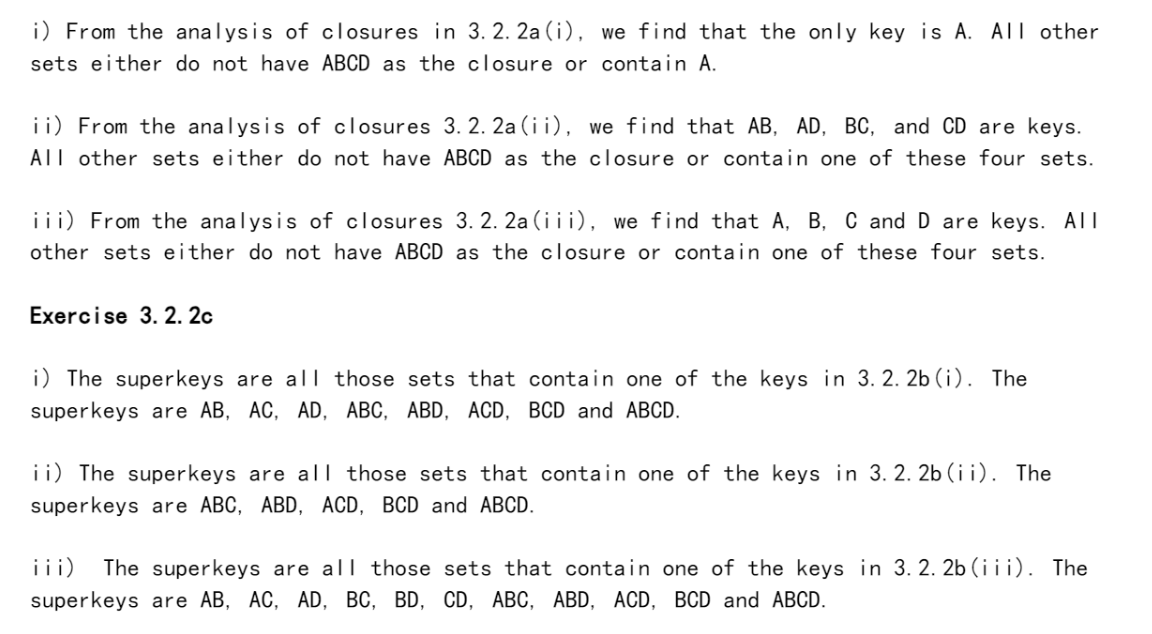 i) From the analysis of closures in 3.2.2a(i), we find that the only key is A. All other
sets either do not have ABCD as the closure or contain A.
ii) From the analysis of closures 3.2.2a(ii), we find that AB, AD, BC, and CD are keys.
All other sets either do not have ABCD as the closure or contain one of these four sets.
iii) From the analysis of closures 3.2.2a(iii), we find that A, B, C and D are keys. All
other sets either do not have ABCD as the closure or contain one of these four sets.
Exercise 3.2.2c
i) The superkeys are all those sets that contain one of the keys in 3.2.2b(i). The
superkeys are AB, AC, AD, ABC, ABD, ACD, BCD and ABCD.
ii) The superkeys are all those sets that contain one of the keys in 3.2.2b(ii). The
superkeys are ABC, ABD, ACD, BCD and ABCD.
iii) The superkeys are all those sets that contain one of the keys in 3.2.2b(iii). The
superkeys are AB, AC, AD, BC, BD, CD, ABC, ABD, ACD, BCD and ABCD.